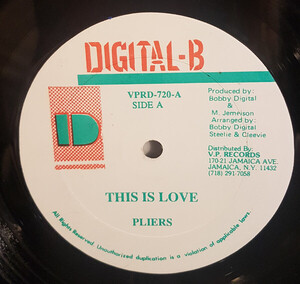 DIGITAL-B
VPRD-720-A
SIDE A
Produced by:
Bobby Digital
&
M. Jemmison
Arranged by:
Bobby Digital
Steelie & Cleevie
Distributed By:
V.P. RECORDS
170-21 JAMAICA AVE.
JAMAICA, N.Y. 11432
(718) 291-7058
D
THIS IS LOVE
PLIERS
All Rights Reserved. Unauthorized duplication is a violation of applicable laws.